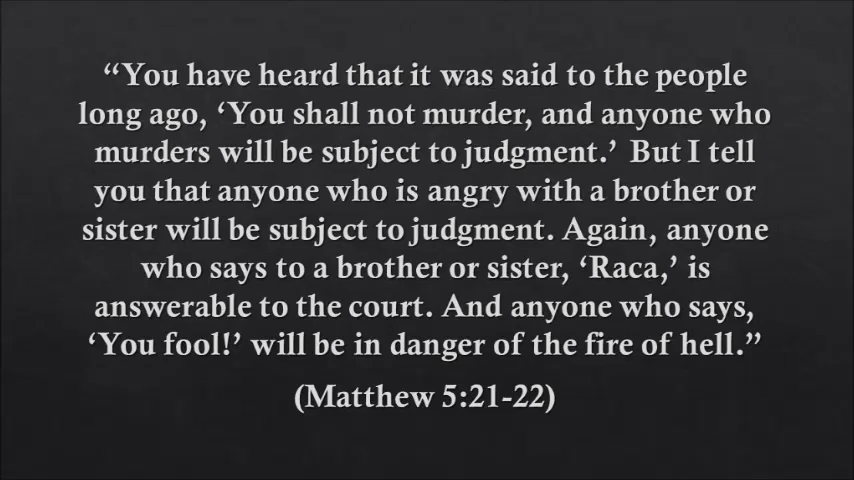 “You have heard that it was said to the people
long ago, ‘You shall not murder, and anyone who
murders will be subject to judgment.’ But I tell
you that anyone who is angry with a brother or
sister will be subject to judgment. Again, anyone
who says to a brother or sister, ‘Raca,’ is
answerable to the court. And anyone who says,
‘You fool!’ will be in danger of the fire of hell.”
(Matthew 5:21-22)